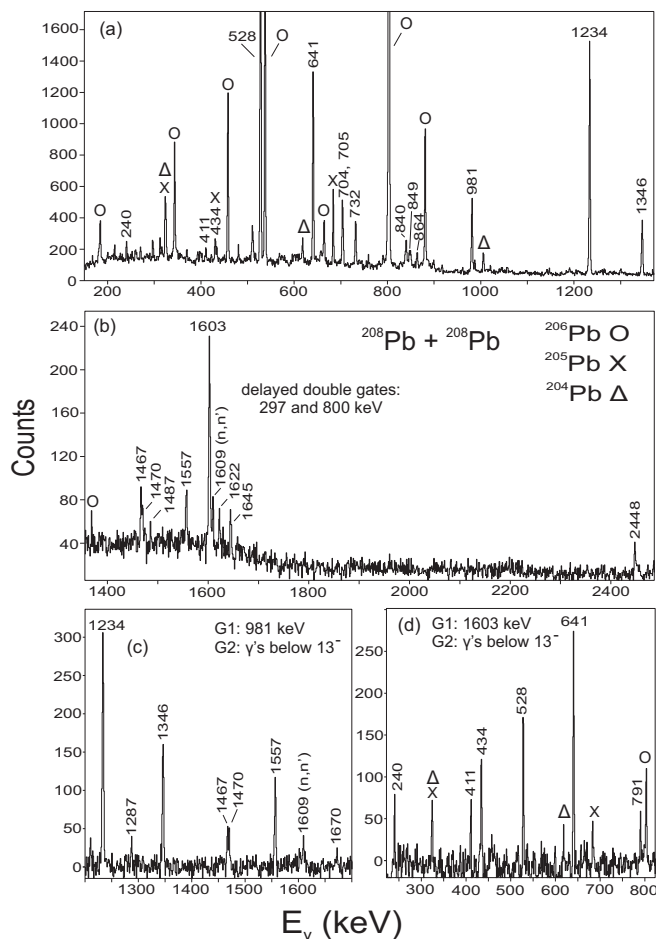 (a)
1600
1400
1200
1000
800
600
400
200
0
O
240
Δ
X
O
411
434 X
O
528
O
641
Δ
O
X
704, 705
732
O
840
849
864
O
981
Δ
1234
1346
200 400 600 800 1000 1200
(b)
240
200
160
120
80
40
O
1467
1470
1487
1557
1603
1609 (n,n')
1622
1645
2448
208Pb + 208Pb
delayed double gates:
297 and 800 keV
206Pb O
205Pb X
204Pb Δ
1400 1600 1800 2000 2200 2400
Counts
(c)
G1: 981 keV
G2: γ's below 13-
300
250
200
150
100
50
0
1234
1287
1346
1467
1470
1557
1609 (n,n')
1670
1300 1400 1500 1600
(d)
G1: 1603 keV
G2: γ's below 13-
250
200
150
100
50
0
240
Δ
X
411
434
528
Δ
641
X
791
O
300 400 500 600 700 800
Eγ (keV)